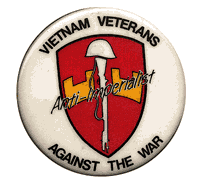 VIETNAM VETERANS
Anti-Imperialist
AGAINST THE WAR